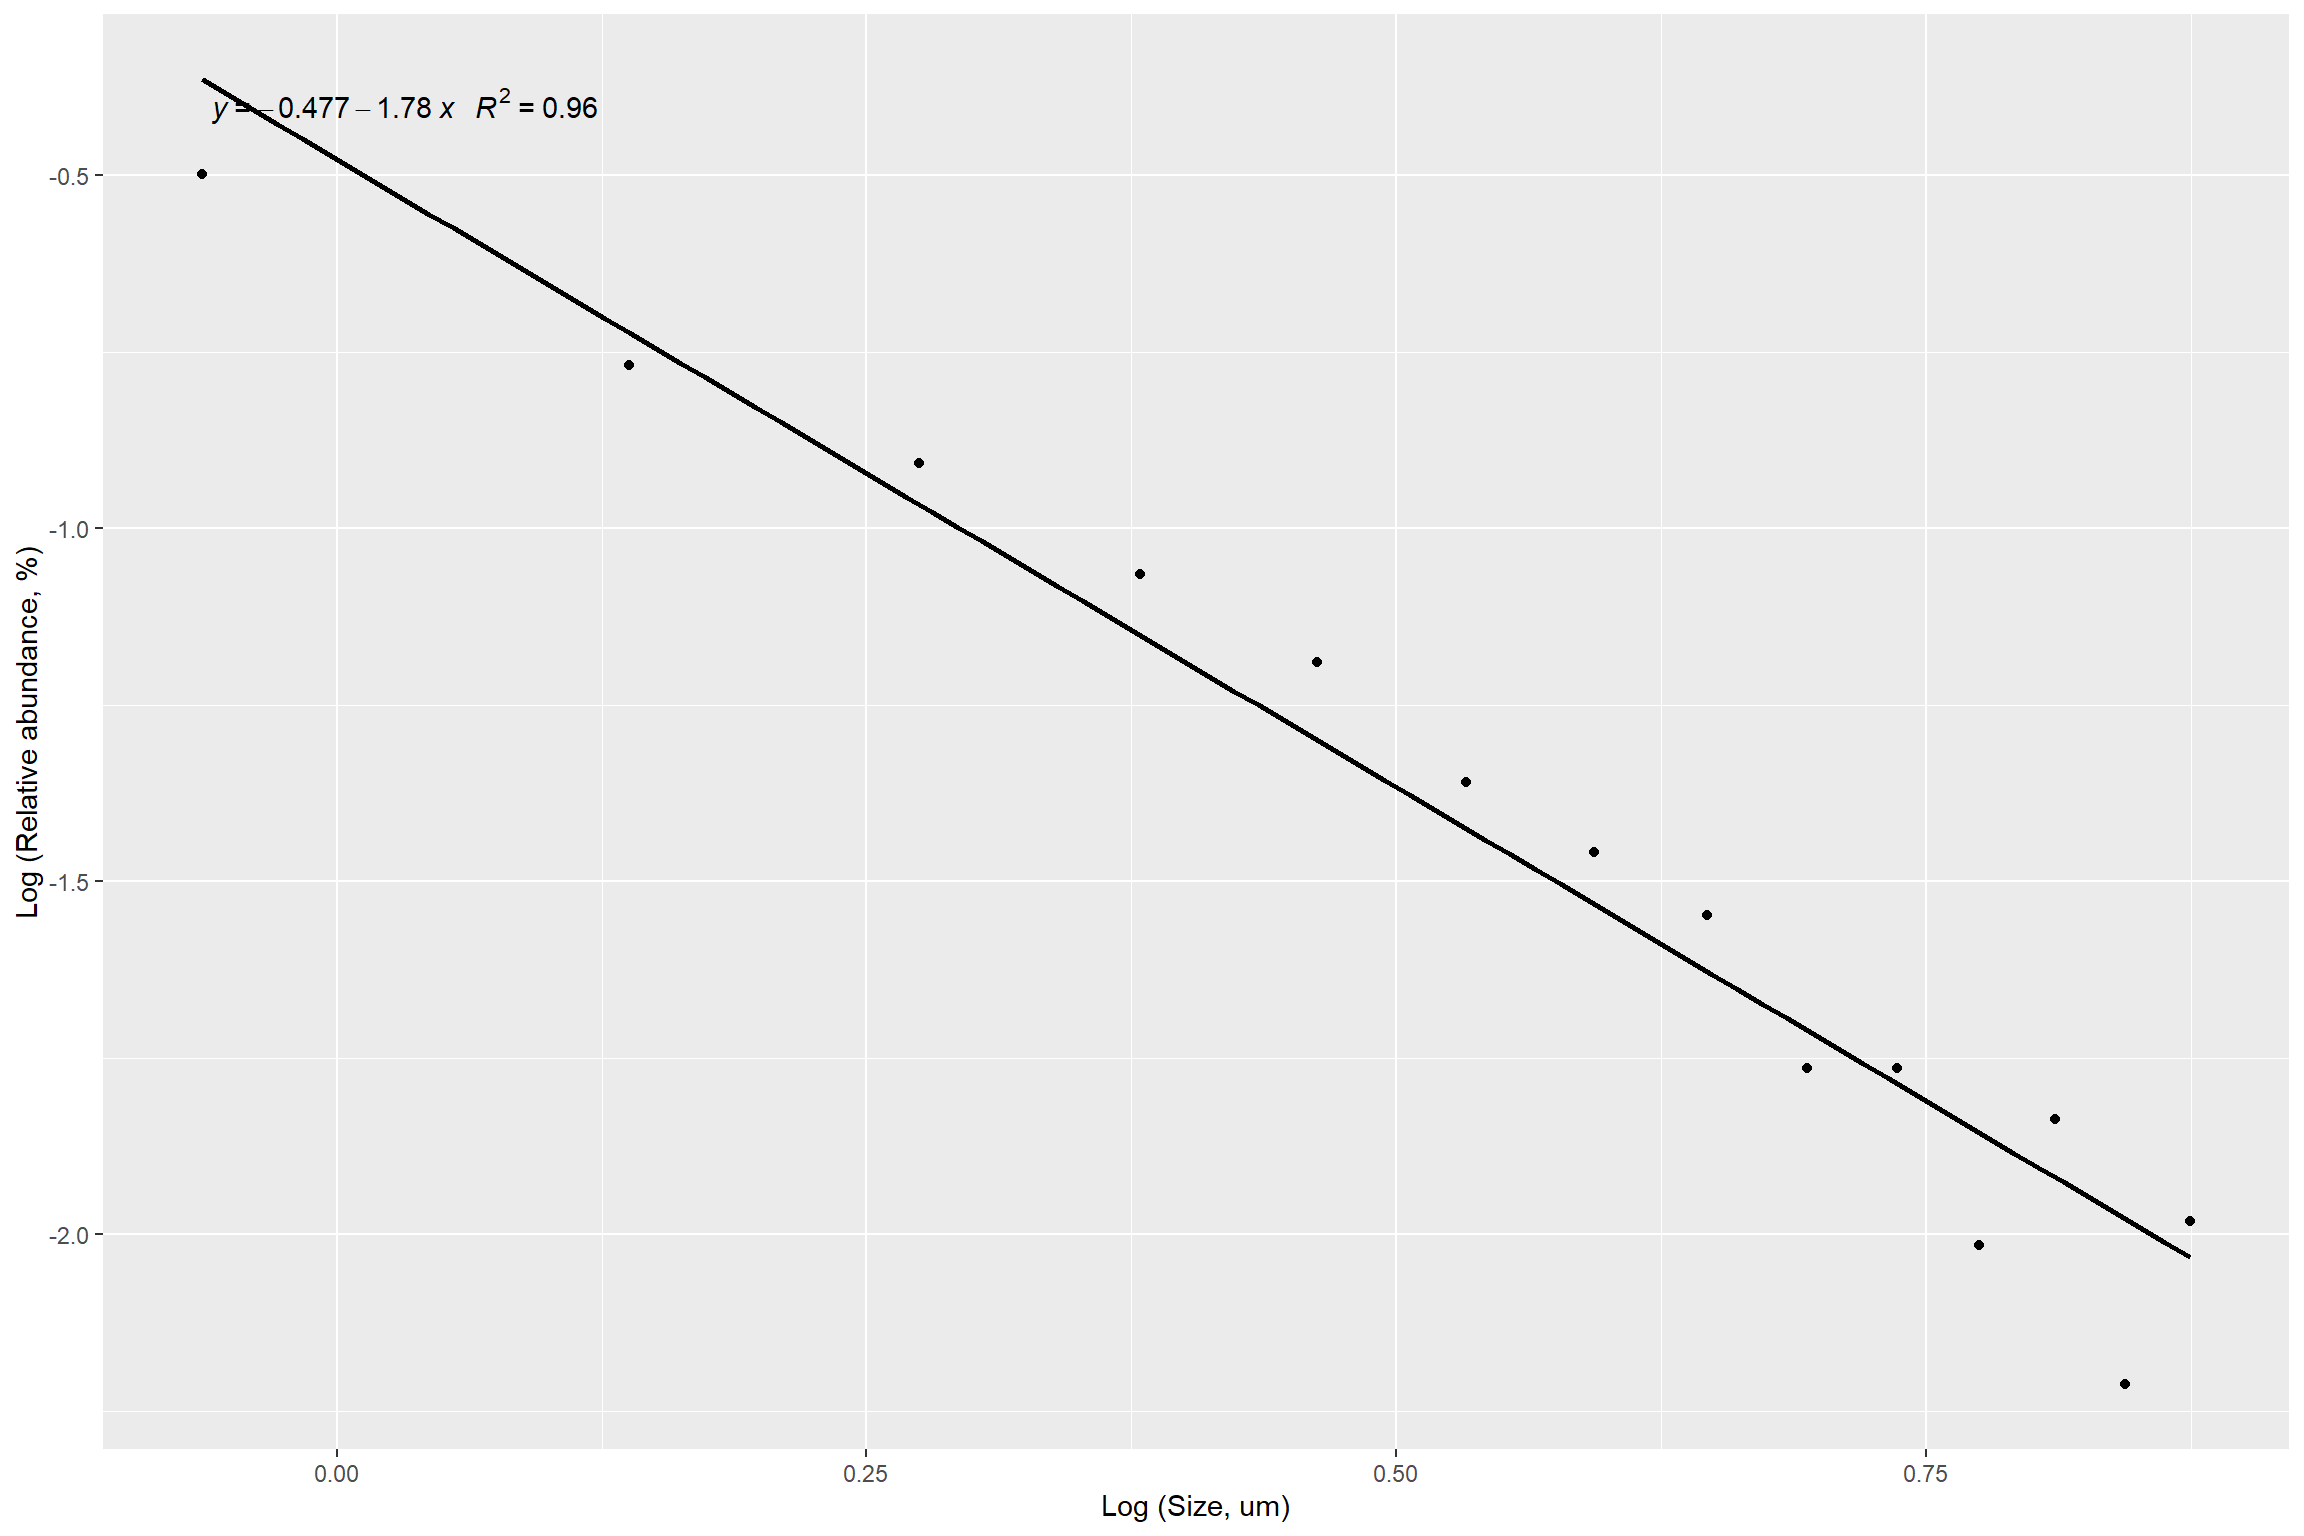 y = −0.477 − 1.78 x R² = 0.96
-0.5
-1.0
-1.5
-2.0
Log (Relative abundance, %)
0.00 0.25 0.50 0.75
Log (Size, um)